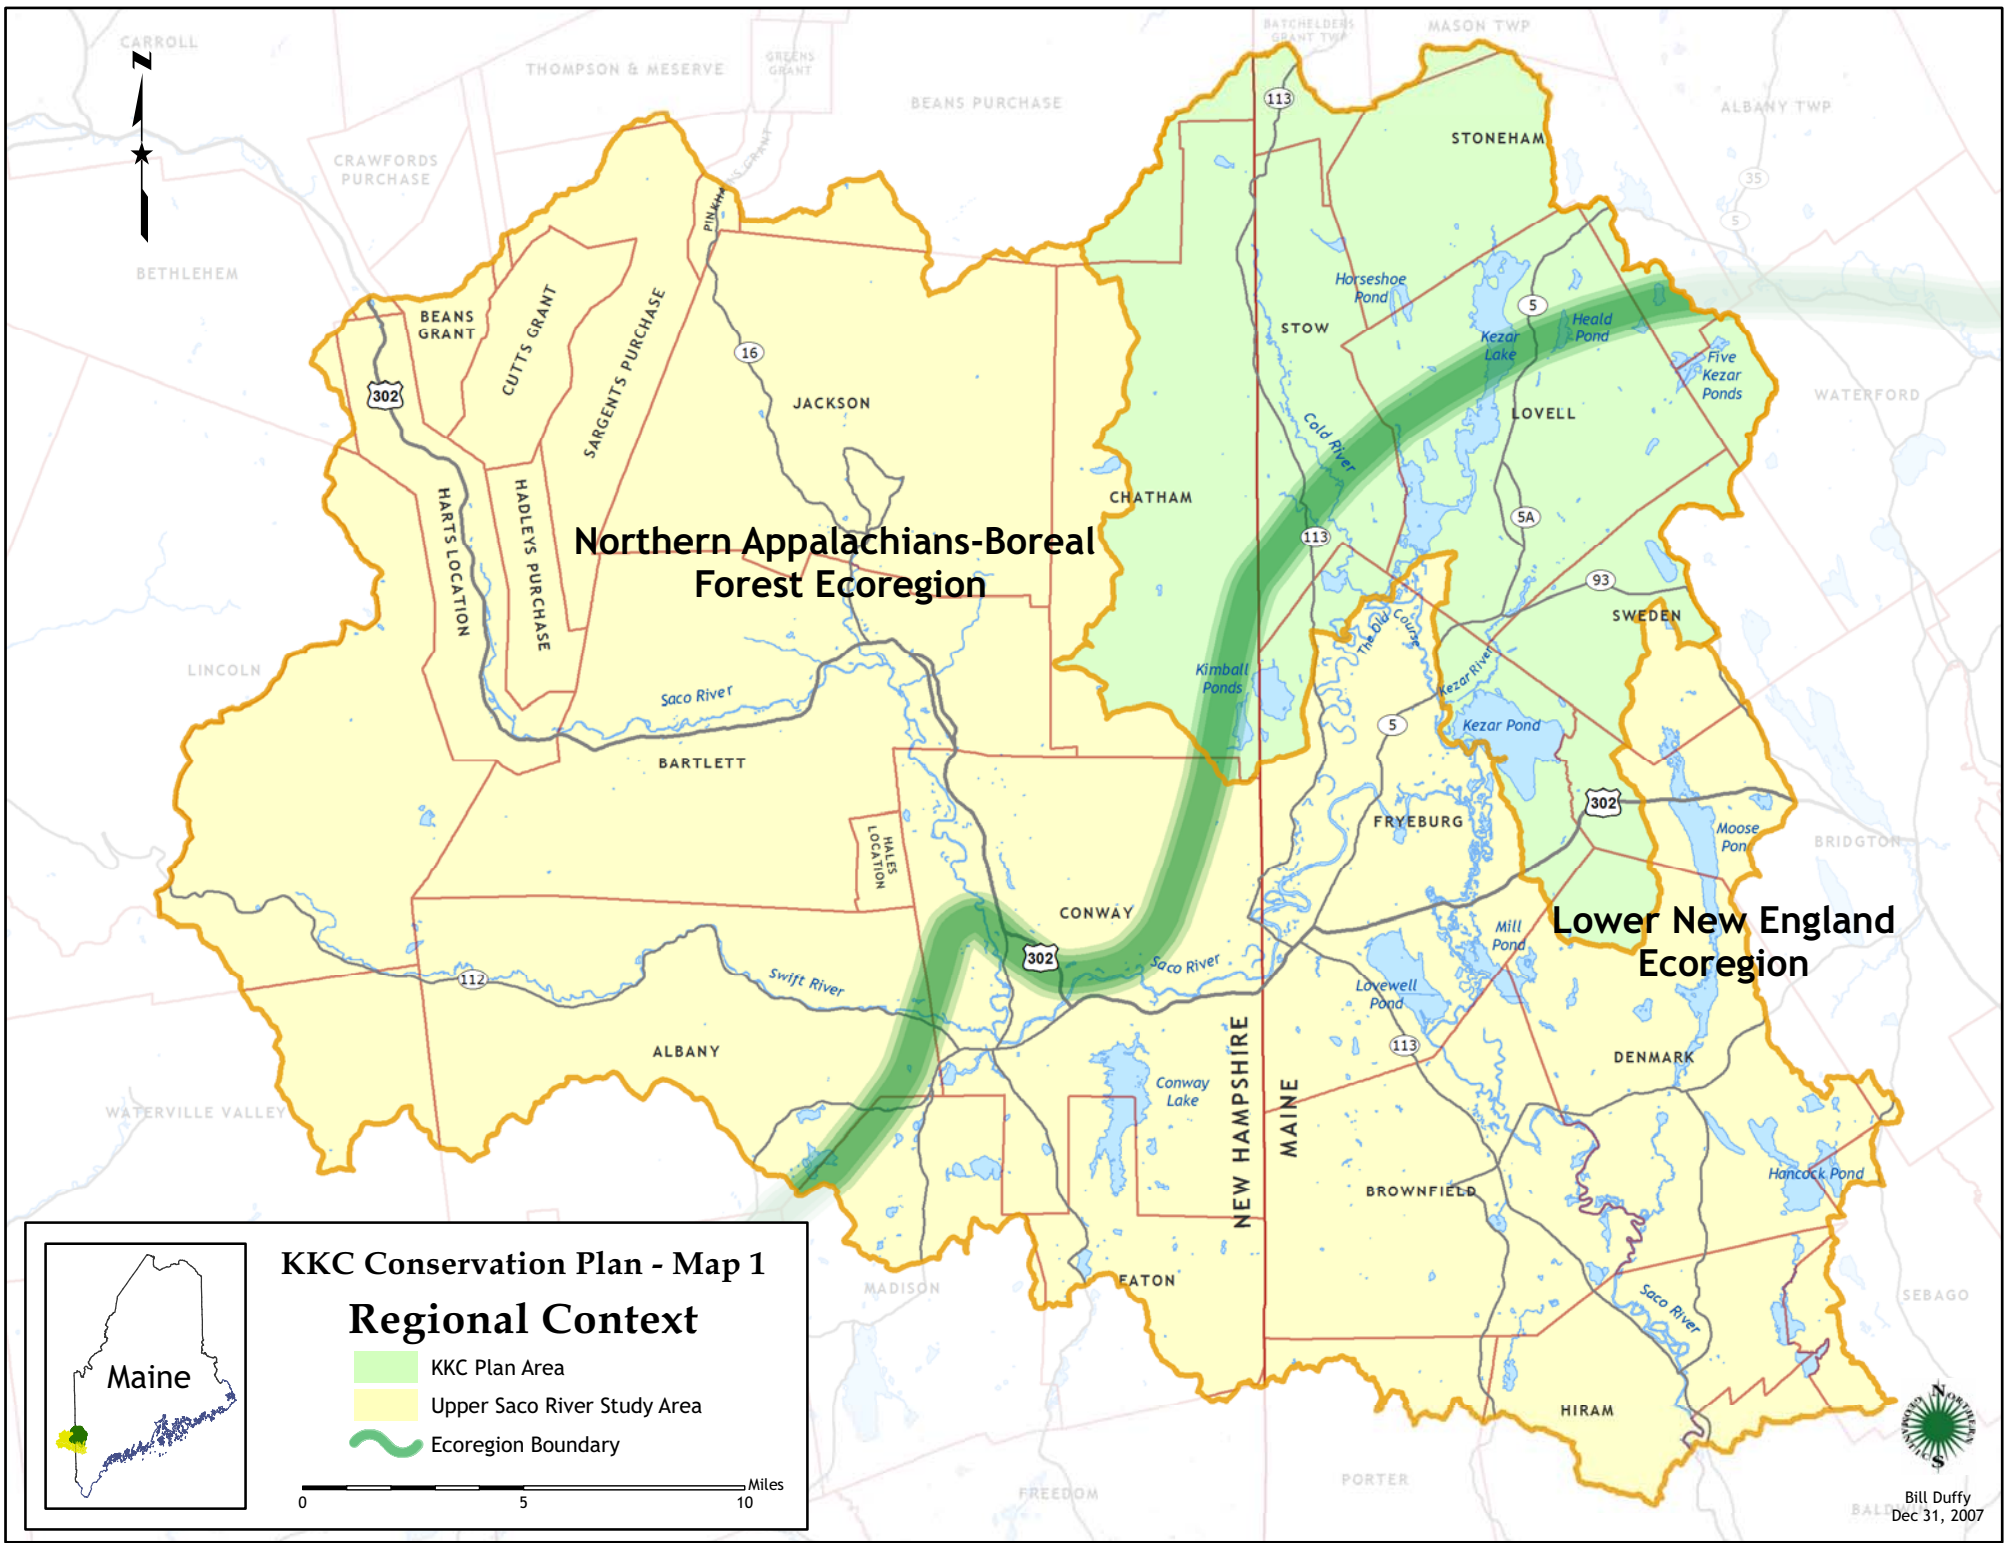 CARROLL
THOMPSON & MESERVE
GREENS
GRANT
BEANS PURCHASE
BATCHELDERS
GRANT TWP
MASON TWP
ALBANY TWP
N
CRAWFORDS
PURCHASE
BETHLEHEM
113
STONEHAM
35
5
PINKHA
NS GRANT
BEANS
GRANT
CUTTS GRANT
SARGENTS PURCHASE
302
16
JACKSON
Horseshoe
Pond
STOW
5
Kezar
Lake
Heald
Pond
Five
Kezar
Ponds
WATERFORD
LOVELL
Cold River
CHATHAM
HARTS LOCATION
HADLEYS PURCHASE
Northern Appalachians-Boreal
Forest Ecoregion
113
5A
93
SWEDEN
The Old Course
Kezar River
LINCOLN
Saco River
Kimball
Ponds
5
Kezar Pond
BARTLETT
302
FRYEBURG
Moose
Pon
BRIDGTON
HALES
LOCATION
CONWAY
302
Saco River
Mill
Pond
Lower New England
Ecoregion
112
Swift River
Lovewell
Pond
113
ALBANY
DENMARK
WATERVILLE VALLEY
Conway
Lake
NEW HAMPSHIRE
MAINE
BROWNFIELD
Hancock Pond
MADISON
EATON
Saco River
SEBAGO
HIRAM
PORTER
FREEDOM
BALDWIN
KKC Conservation Plan - Map 1
Regional Context
Maine
KKC Plan Area
Upper Saco River Study Area
Ecoregion Boundary
Miles
0
5
10
N
NORTHERN
S
Bill Duffy
Dec 31, 2007